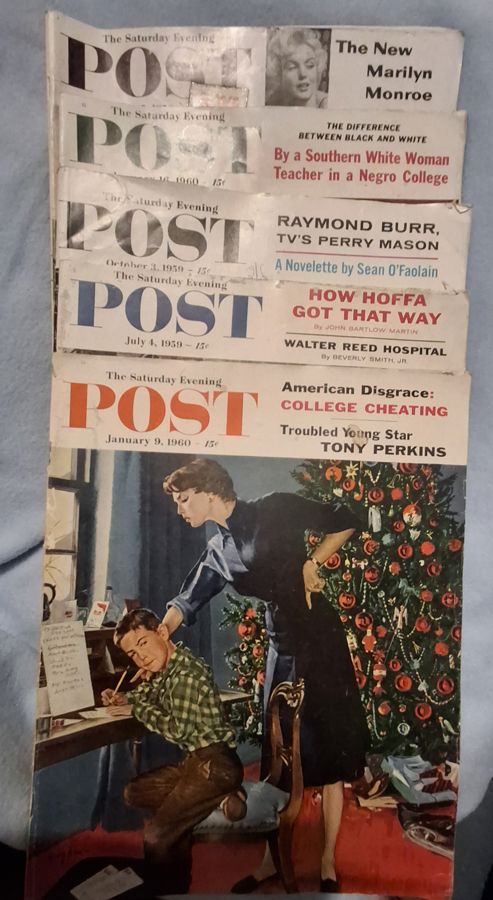 The Saturday Evening
POST
The New
Marilyn
Monroe
The Saturday Evening
POST
16, 1960 - 15¢
THE DIFFERENCE
BETWEEN BLACK AND WHITE
By a Southern White Woman
Teacher in a Negro College
The Saturday Evening
POST
October 3, 1959 - 15¢
RAYMOND BURR,
TV'S PERRY MASON
A Novelette by Sean O'Faolain
The Saturday Evening
POST
July 4, 1959 - 15¢
HOW HOFFA
GOT THAT WAY
By JOHN BARTLOW MARTIN
WALTER REED HOSPITAL
By BEVERLY SMITH, JR.
The Saturday Evening
POST
January 9, 1960 - 15¢
American Disgrace:
COLLEGE CHEATING
Troubled Young Star
TONY PERKINS